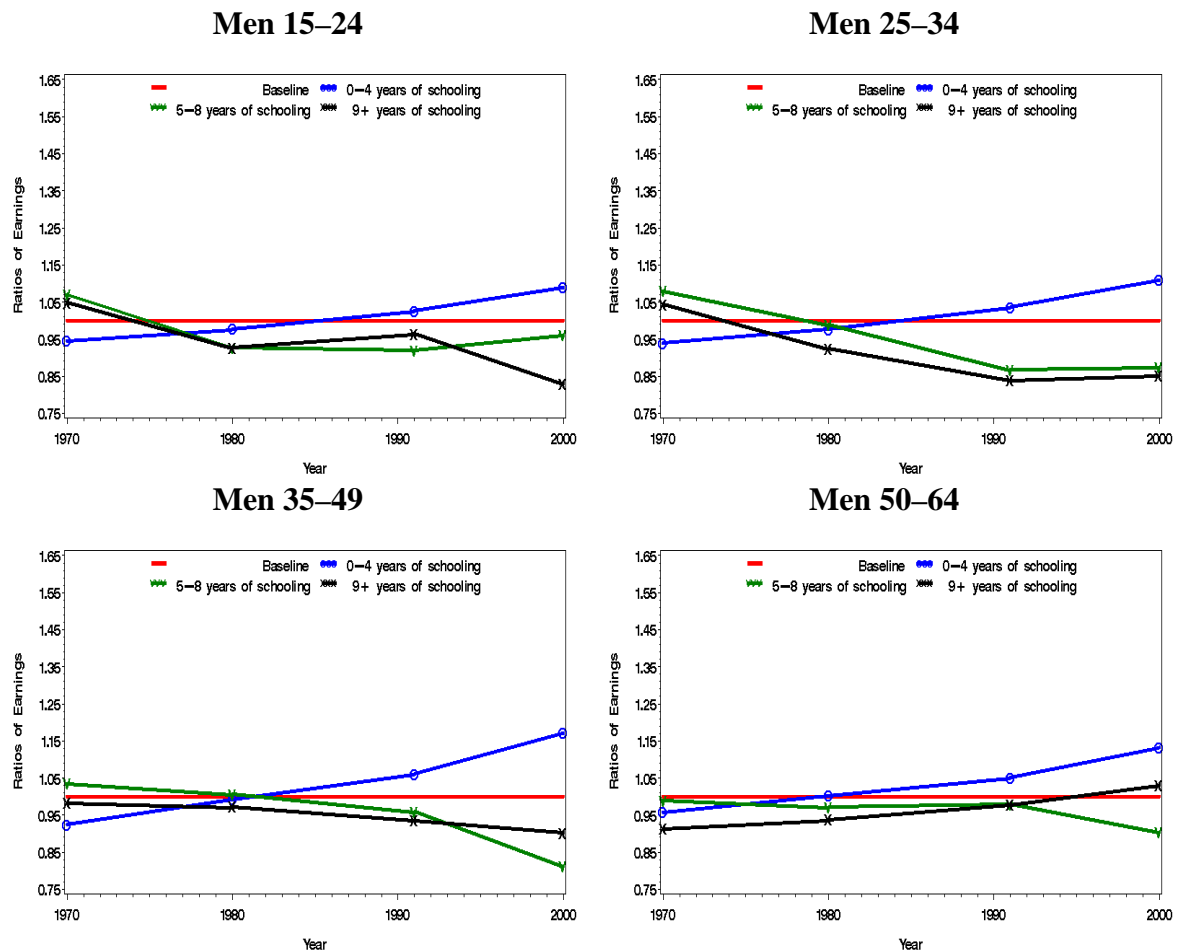 Men 15–24
Baseline 0–4 years of schooling
5–8 years of schooling 9+ years of schooling
Ratios of Earnings
1.65
1.55
1.45
1.35
1.25
1.15
1.05
0.95
0.85
0.75
1970 1980 1990 2000
Year
Men 25–34
Baseline 0–4 years of schooling
5–8 years of schooling 9+ years of schooling
Ratios of Earnings
1.65
1.55
1.45
1.35
1.25
1.15
1.05
0.95
0.85
0.75
1970 1980 1990 2000
Year
Men 35–49
Baseline 0–4 years of schooling
5–8 years of schooling 9+ years of schooling
Ratios of Earnings
1.65
1.55
1.45
1.35
1.25
1.15
1.05
0.95
0.85
0.75
1970 1980 1990 2000
Year
Men 50–64
Baseline 0–4 years of schooling
5–8 years of schooling 9+ years of schooling
Ratios of Earnings
1.65
1.55
1.45
1.35
1.25
1.15
1.05
0.95
0.85
0.75
1970 1980 1990 2000
Year